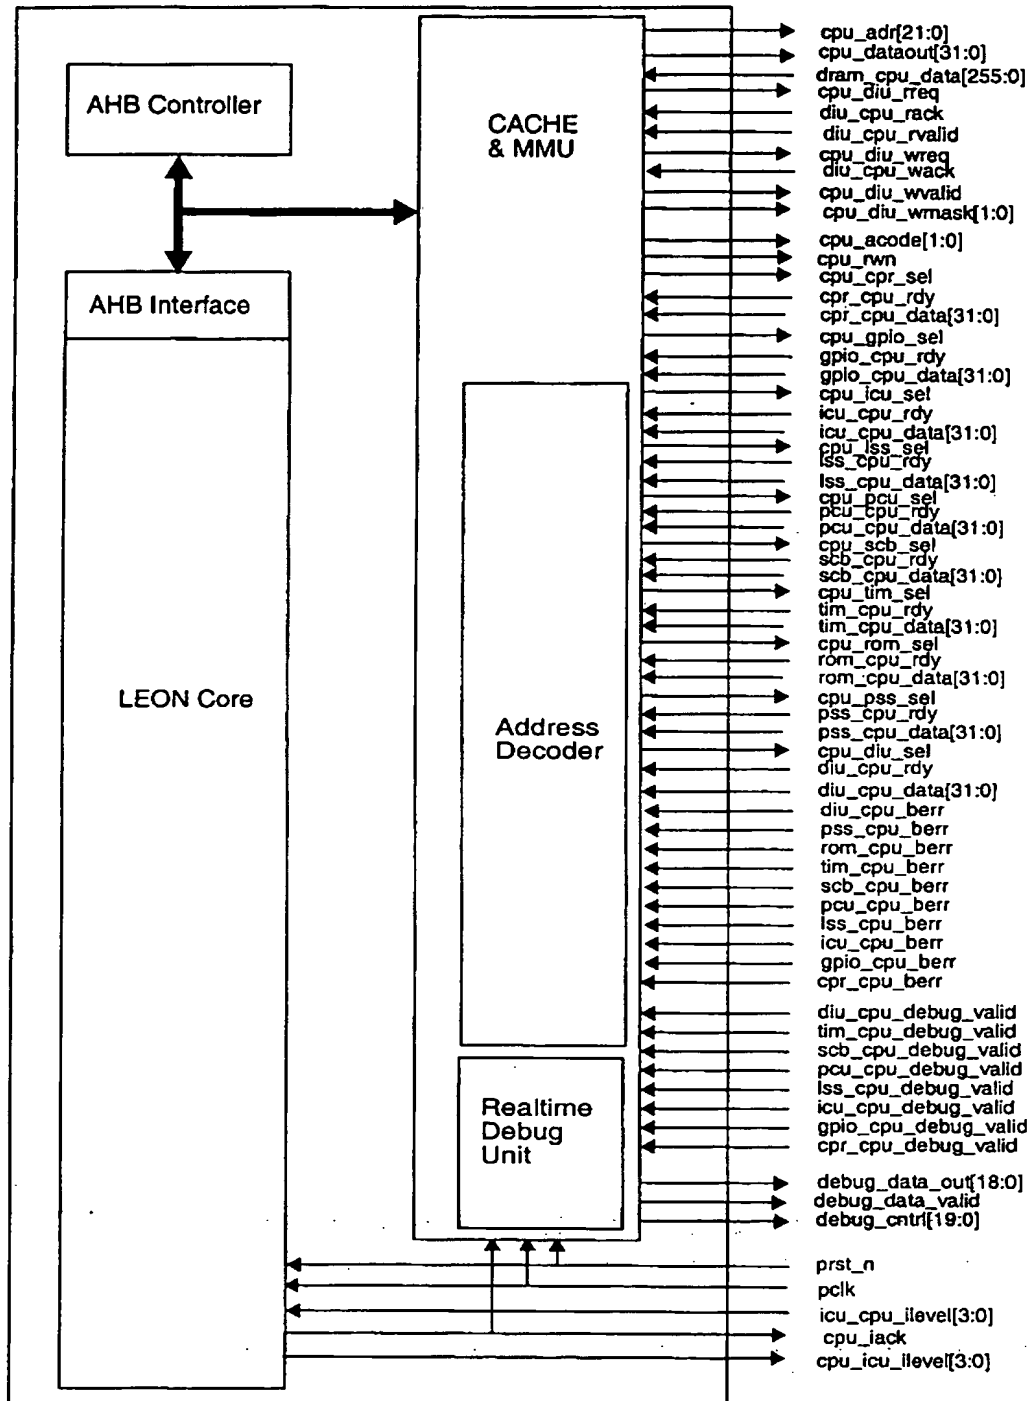 AHB Controller
AHB Interface
LEON Core
CACHE
& MMU
Address
Decoder
Realtime
Debug
Unit
cpu_adr[21:0]
cpu_dataout[31:0]
dram_cpu_data[255:0]
cpu_diu_rreq
diu_cpu_rack
diu_cpu_rvalid
cpu_diu_wreq
diu_cpu_wack
cpu_diu_wvalid
cpu_diu_wmask[1:0]
cpu_acode[1:0]
cpu_rwn
cpu_cpr_sel
cpr_cpu_rdy
cpr_cpu_data[31:0]
cpu_gpio_sel
gpio_cpu_rdy
gpio_cpu_data[31:0]
cpu_icu_sel
icu_cpu_rdy
icu_cpu_data[31:0]
cpu_lss_sel
lss_cpu_rdy
lss_cpu_data[31:0]
cpu_pcu_sel
pcu_cpu_rdy
pcu_cpu_data[31:0]
cpu_scb_sel
scb_cpu_rdy
scb_cpu_data[31:0]
cpu_tim_sel
tim_cpu_rdy
tim_cpu_data[31:0]
cpu_rom_sel
rom_cpu_rdy
rom_cpu_data[31:0]
cpu_pss_sel
pss_cpu_rdy
pss_cpu_data[31:0]
cpu_diu_sel
diu_cpu_rdy
diu_cpu_data[31:0]
diu_cpu_berr
pss_cpu_berr
rom_cpu_berr
tim_cpu_berr
scb_cpu_berr
pcu_cpu_berr
lss_cpu_berr
icu_cpu_berr
gpio_cpu_berr
cpr_cpu_berr
diu_cpu_debug_valid
tim_cpu_debug_valid
scb_cpu_debug_valid
pcu_cpu_debug_valid
lss_cpu_debug_valid
icu_cpu_debug_valid
gpio_cpu_debug_valid
cpr_cpu_debug_valid
debug_data_out[18:0]
debug_data_valid
debug_cntrl[19:0]
prst_n
pclk
icu_cpu_ilevel[3:0]
cpu_iack
cpu_icu_ilevel[3:0]